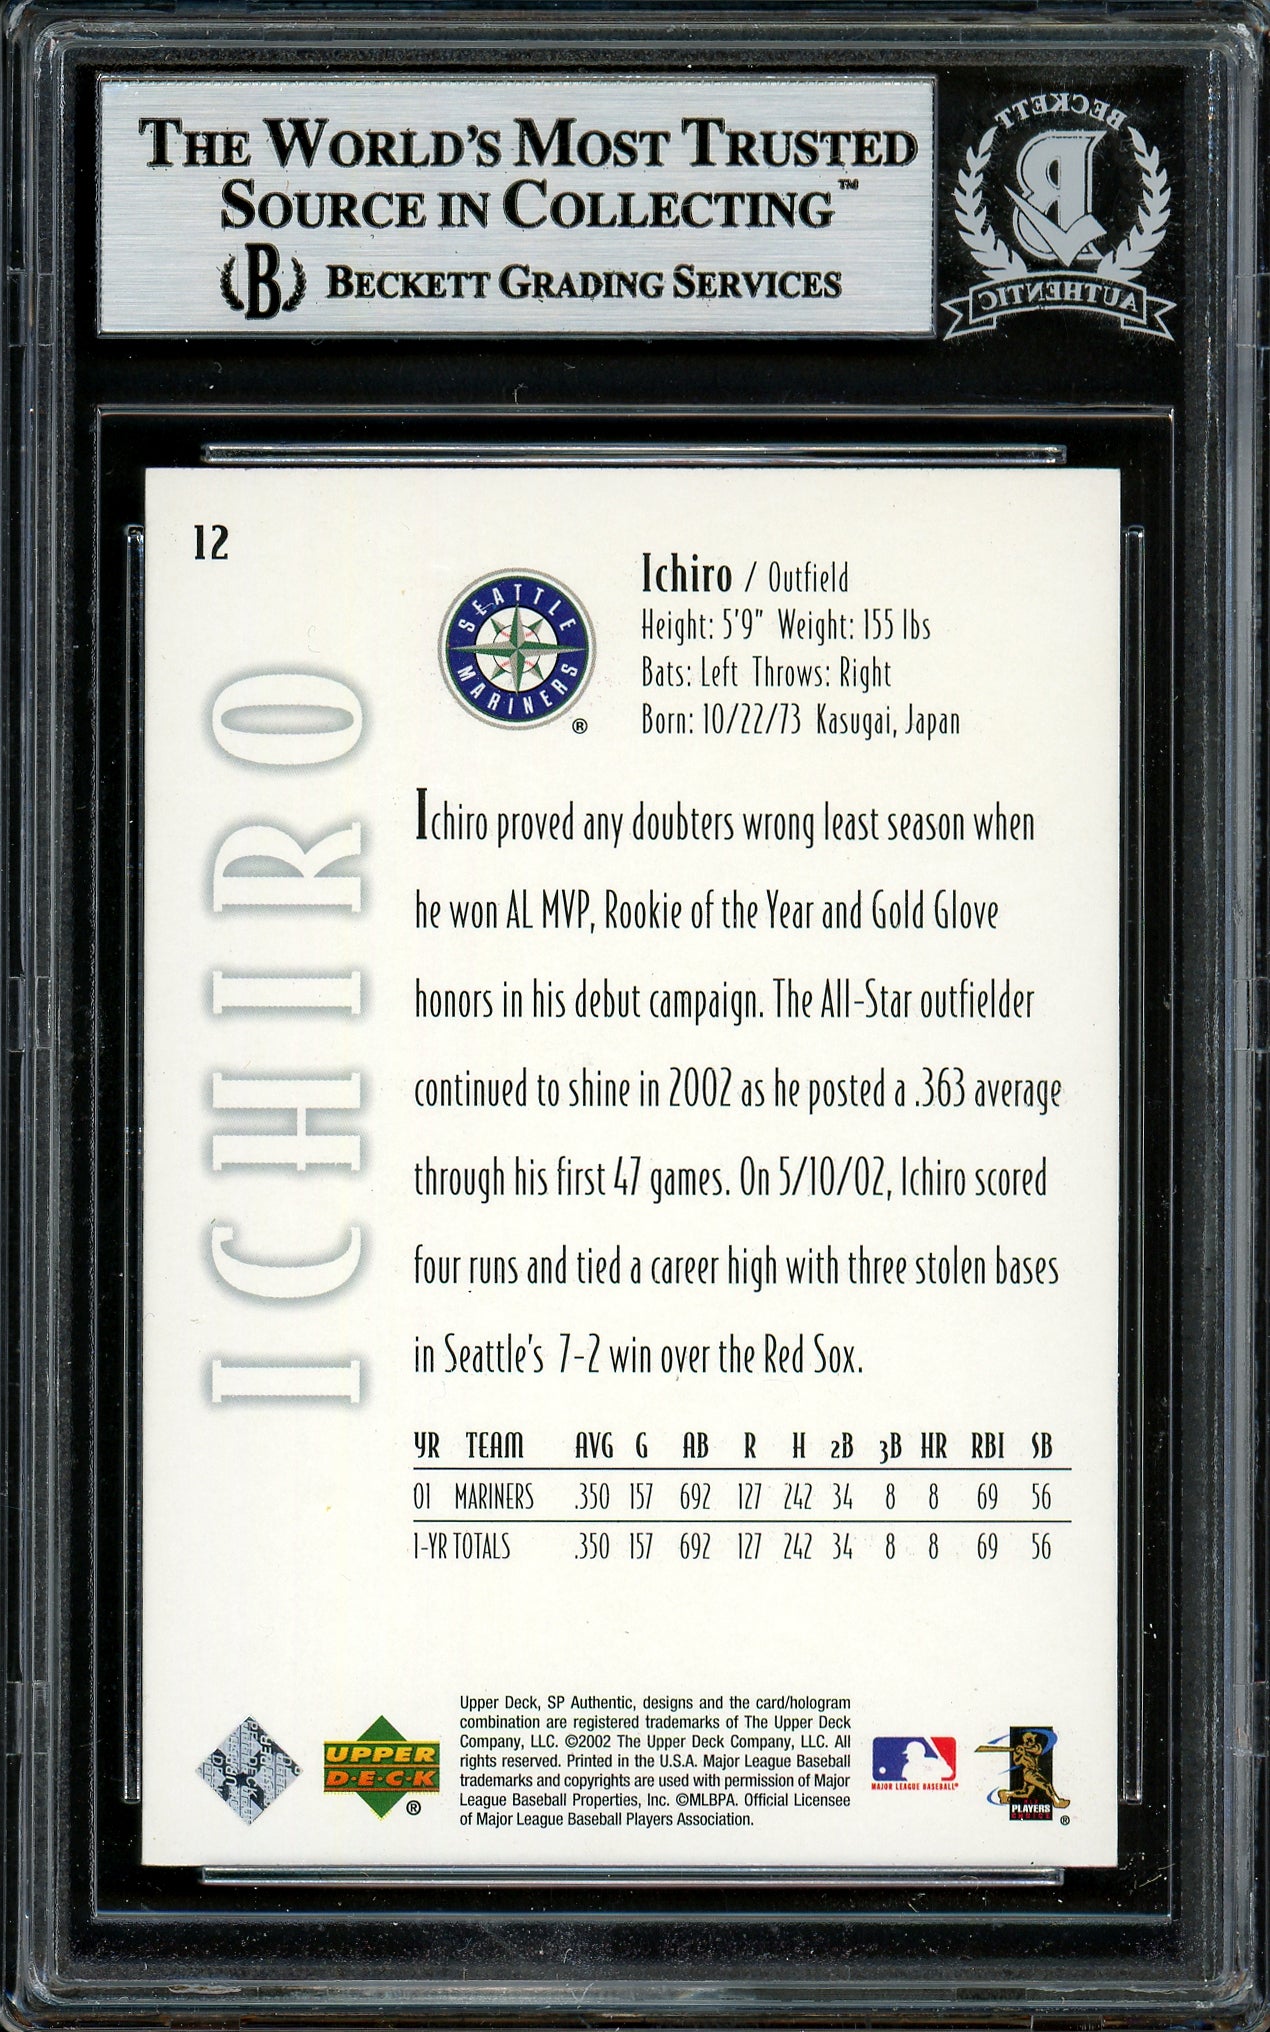 THE WORLD'S MOST TRUSTED
SOURCE IN COLLECTING™
B BECKETT GRADING SERVICES
BECKETT
B
AUTHENTIC
12
ICHIRO
SEATTLE
MARINERS
®
Ichiro / Outfield
Height: 5'9" Weight: 155 lbs
Bats: Left Throws: Right
Born: 10/22/73 Kasugai, Japan
Ichiro proved any doubters wrong least season when
he won AL MVP, Rookie of the Year and Gold Glove
honors in his debut campaign. The All-Star outfielder
continued to shine in 2002 as he posted a .363 average
through his first 47 games. On 5/10/02, Ichiro scored
four runs and tied a career high with three stolen bases
in Seattle's 7-2 win over the Red Sox.
YR TEAM AVG G AB R H 2B 3B HR RBI SB
01 MARINERS .350 157 692 127 242 34 8 8 69 56
1-YR TOTALS .350 157 692 127 242 34 8 8 69 56
UPPER
D·E·C·K
®
Upper Deck, SP Authentic, designs and the card/hologram
combination are registered trademarks of The Upper Deck
Company, LLC. ©2002 The Upper Deck Company, LLC. All
rights reserved. Printed in the U.S.A. Major League Baseball
trademarks and copyrights are used with permission of Major
League Baseball Properties, Inc. ©MLBPA. Official Licensee
of Major League Baseball Players Association.
MAJOR LEAGUE BASEBALL®
PLAYERS
CHOICE
®